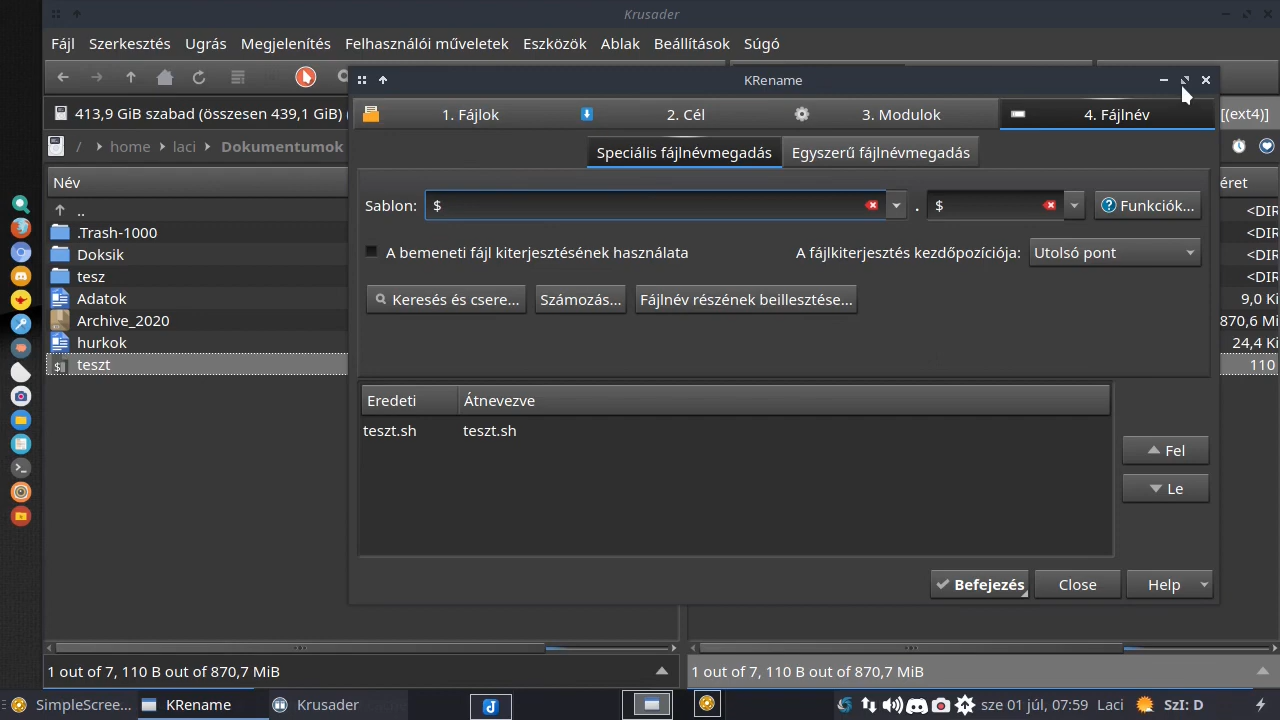 Krusader
Fájl Szerkesztés Ugrás Megjelenítés Felhasználói műveletek Eszközök Ablak Beállítások Súgó
KRename
413,9 GiB szabad (összesen 439,1 GiB) (
1. Fájlok 2. Cél 3. Modulok 4. Fájlnév
[(ext4)]
/ home laci Dokumentumok
Speciális fájlnévmegadás Egyszerű fájlnévmegadás
Név
éret
Sablon: $ . $ Funkciók...
..
<DIR
.Trash-1000
<DIR
Doksik
<DIR
A bemeneti fájl kiterjesztésének használata A fájlkiterjesztés kezdőpozíciója: Utolsó pont
tesz
<DIR
Adatok
9,0 Ki
Keresés és csere... Számozás... Fájlnév részének beillesztése...
Archive_2020
870,6 Mi
hurkok
24,4 Ki
teszt
110
Eredeti Átnevezve
teszt.sh teszt.sh
Fel
Le
Befejezés Close Help
1 out of 7, 110 B out of 870,7 MiB
1 out of 7, 110 B out of 870,7 MiB
SimpleScree... KRename Krusader
sze 01 júl, 07:59 Laci SzI: D